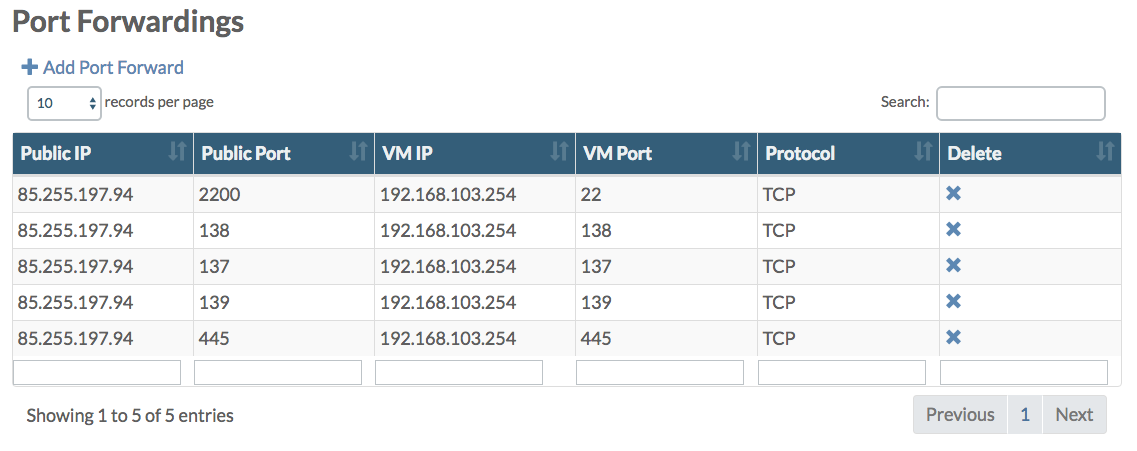 Port Forwardings
Add Port Forward
10 records per page Search:
Public IP Public Port VM IP VM Port Protocol Delete
85.255.197.94 2200 192.168.103.254 22 TCP
85.255.197.94 138 192.168.103.254 138 TCP
85.255.197.94 137 192.168.103.254 137 TCP
85.255.197.94 139 192.168.103.254 139 TCP
85.255.197.94 445 192.168.103.254 445 TCP
Showing 1 to 5 of 5 entries Previous 1 Next